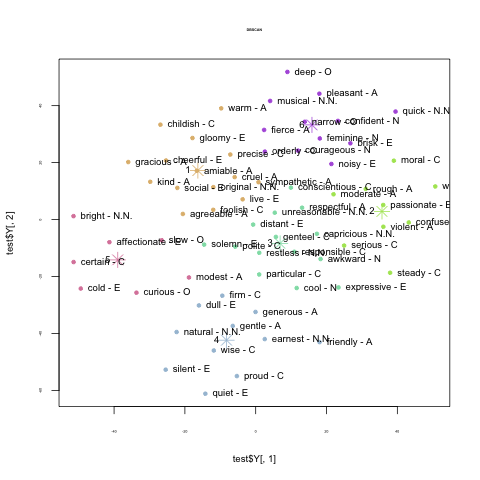 DBSCAN
deep - O
pleasant - A
musical - N.N.
quick - N.N
warm - A
childish - C
narrow - O
confident - N
6
fierce - A
gloomy - E
feminine - N
brisk - E
precise - C
orderly - C
courageous - N
gracious - A
cheerful - E
moral - C
noisy - E
1
amiable - A
cruel - A
kind - A
sympathetic - A
social - E
original - N.N.
conscientious - C
rough - A
w
moderate - A
live - E
foolish - C
respectful - A
passionate - E
bright - N.N.
agreeable - A
unreasonable - N.N.
2
distant - E
confuse
violent - A
capricious - N.N.
genteel - C
affectionate - E
slow - O
solemn - E
polite - C
3
serious - C
restless - N.N.
responsible - C
certain - C
5
awkward - N
modest - A
particular - C
steady - C
cold - E
curious - O
cool - N
expressive - E
firm - C
dull - E
generous - A
gentle - A
natural - N.N.
4
earnest - N.N.
friendly - A
wise - C
silent - E
proud - C
quiet - E
test$Y[, 2]
test$Y[, 1]